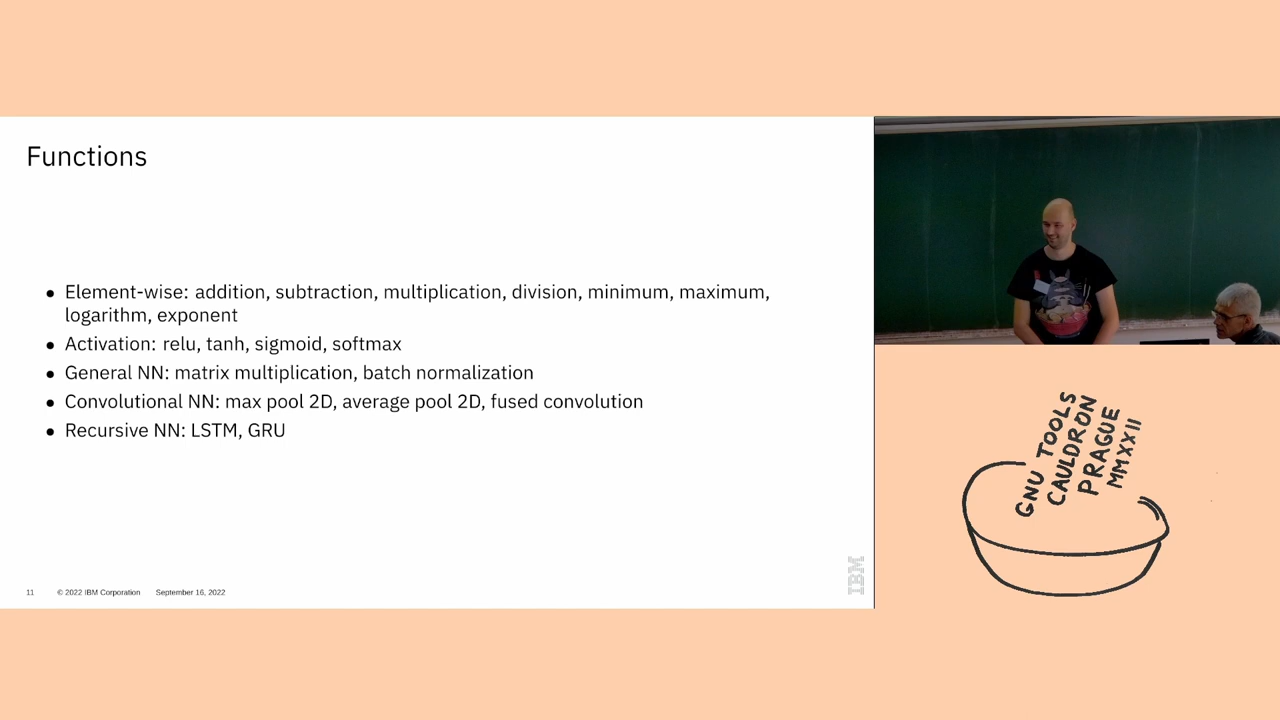 Functions
● Element-wise: addition, subtraction, multiplication, division, minimum, maximum,
logarithm, exponent
● Activation: relu, tanh, sigmoid, softmax
● General NN: matrix multiplication, batch normalization
● Convolutional NN: max pool 2D, average pool 2D, fused convolution
● Recursive NN: LSTM, GRU
11 © 2022 IBM Corporation September 16, 2022
IBM
GNU TOOLS
CAULDRON
PRAGUE
MMXXII